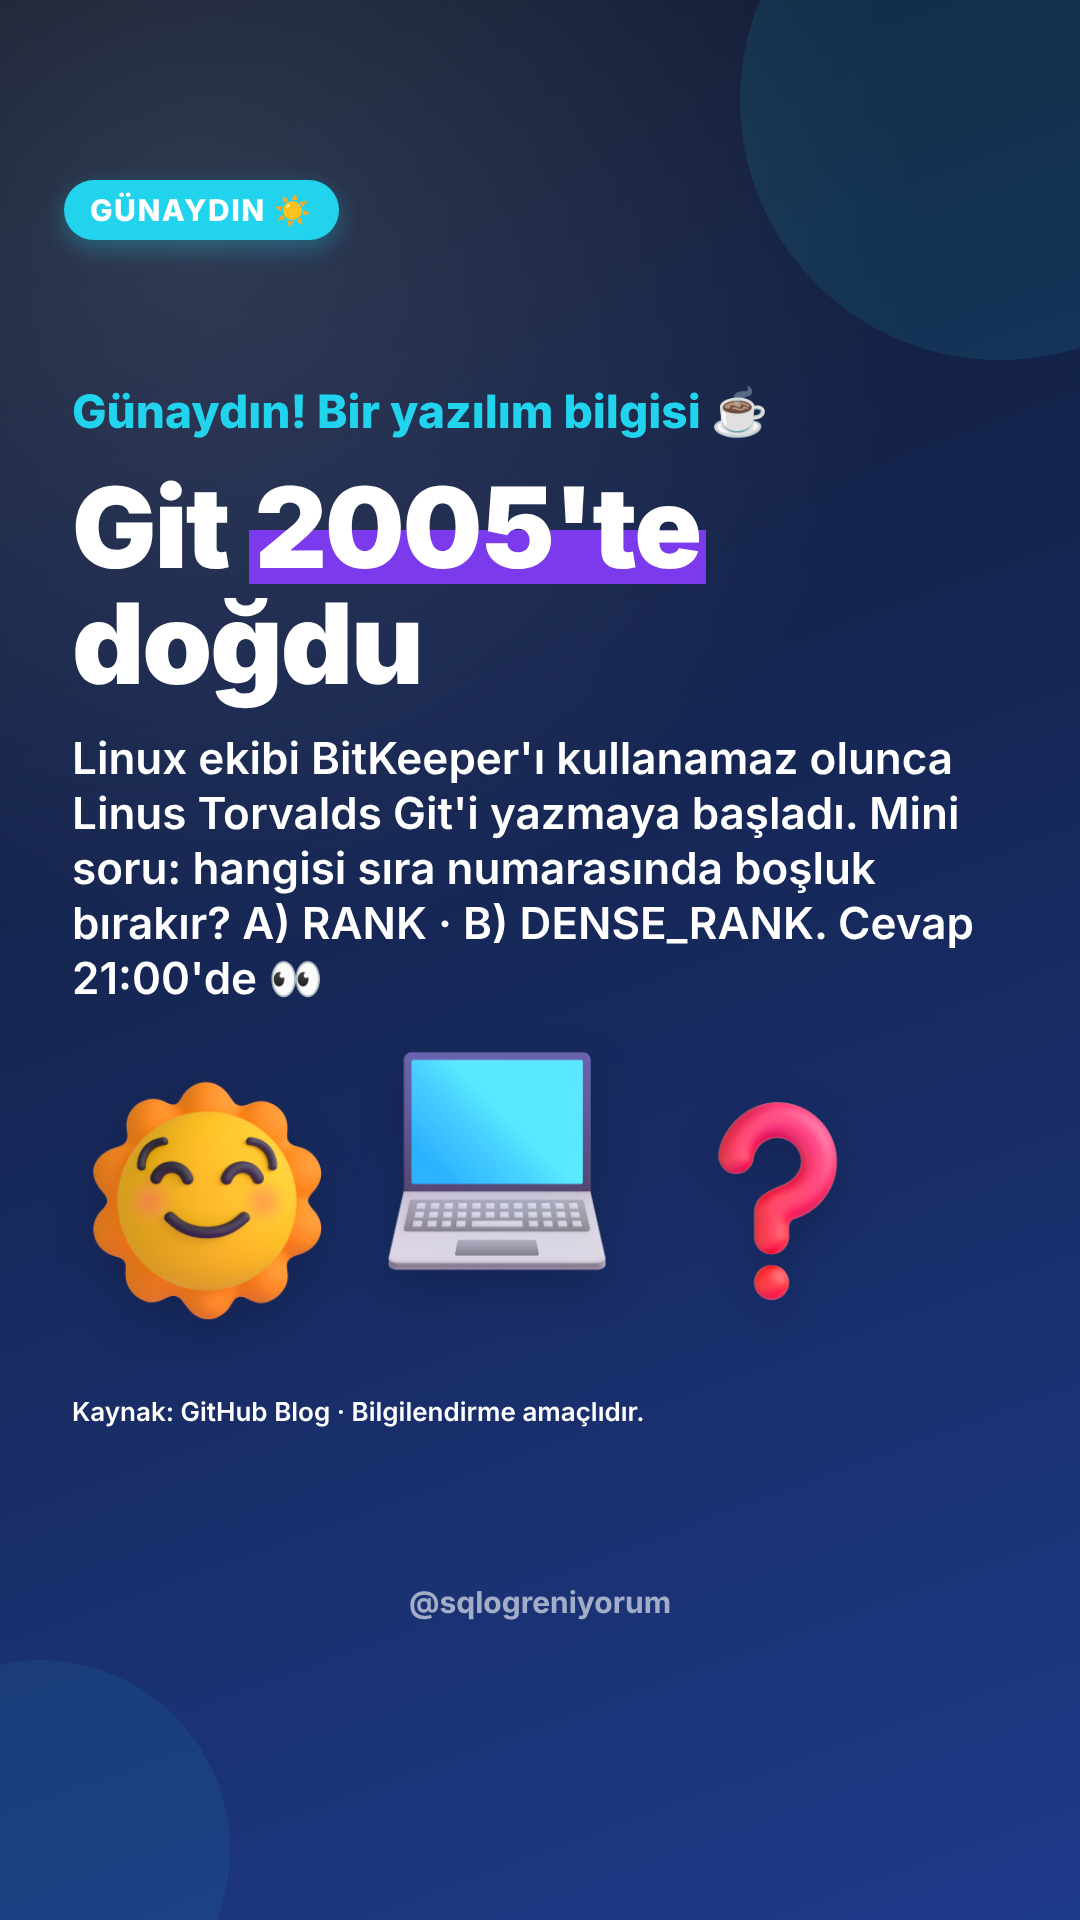 GÜNAYDIN ☀️
Günaydın! Bir yazılım bilgisi ☕
Git 2005'te
doğdu
Linux ekibi BitKeeper'ı kullanamaz olunca
Linus Torvalds Git'i yazmaya başladı. Mini
soru: hangisi sıra numarasında boşluk
bırakır? A) RANK · B) DENSE_RANK. Cevap
21:00'de 👀
Kaynak: GitHub Blog · Bilgilendirme amaçlıdır.
@sqlogreniyorum